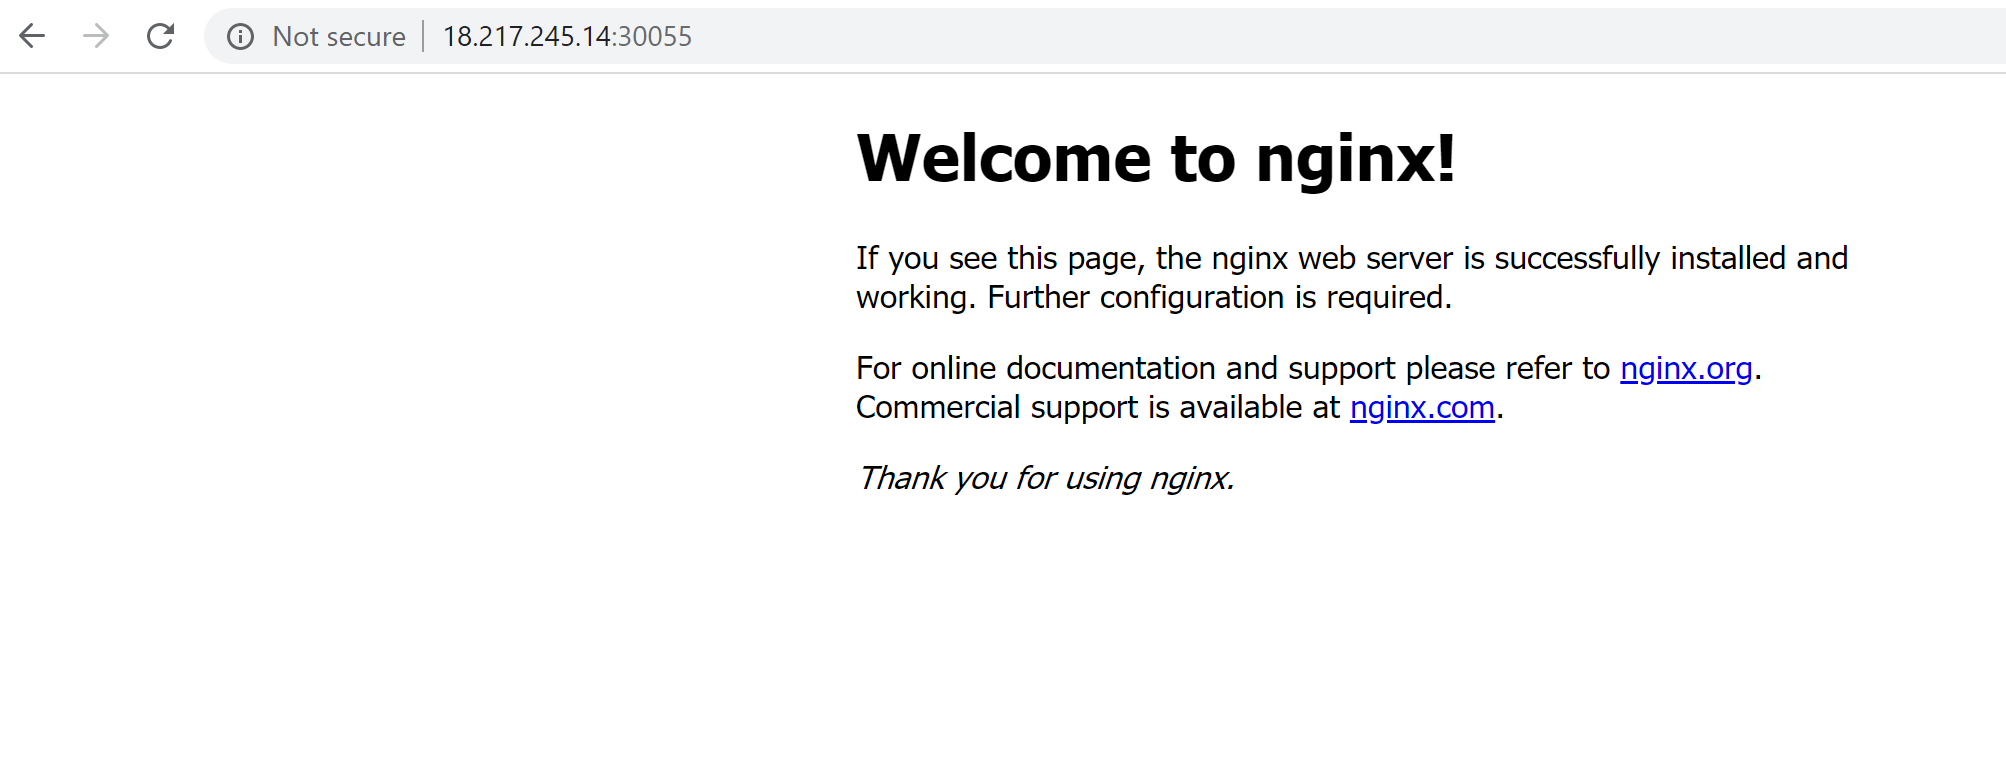 Not secure | 18.217.245.14:30055
Welcome to nginx!
If you see this page, the nginx web server is successfully installed and
working. Further configuration is required.
For online documentation and support please refer to nginx.org.
Commercial support is available at nginx.com.
Thank you for using nginx.